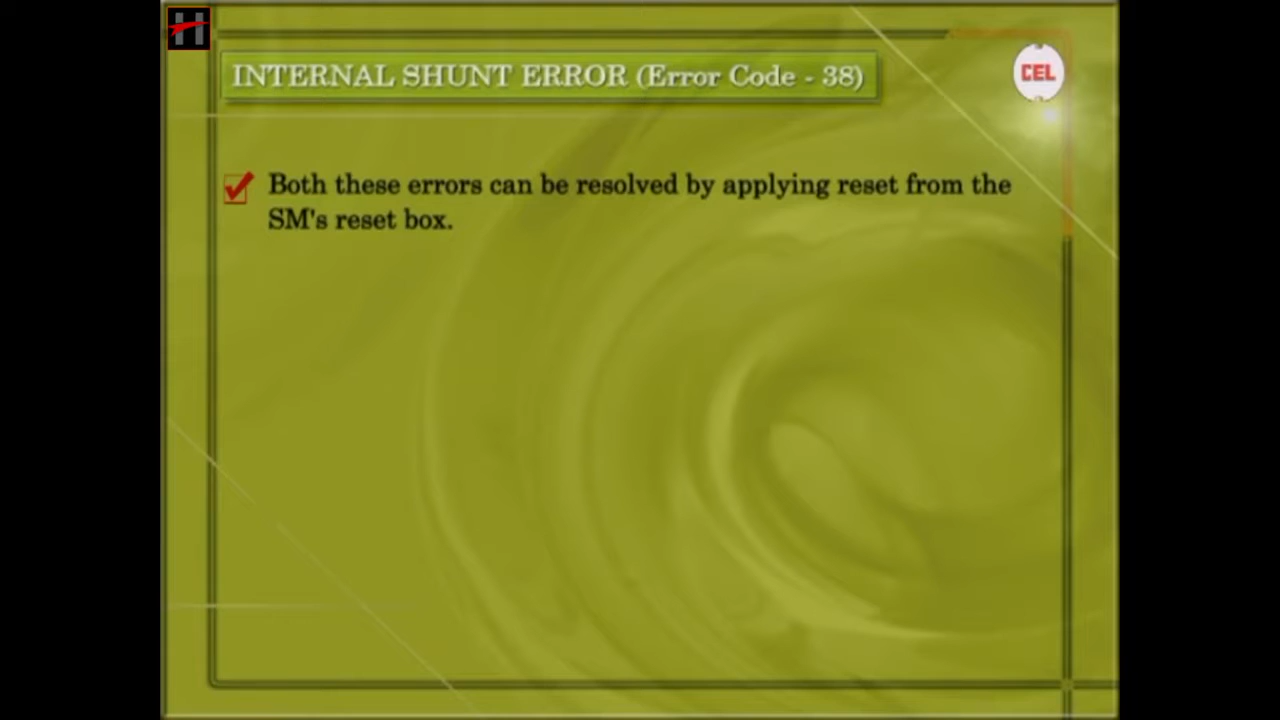 INTERNAL SHUNT ERROR (Error Code - 38)
CEL
Both these errors can be resolved by applying reset from the
SM's reset box.